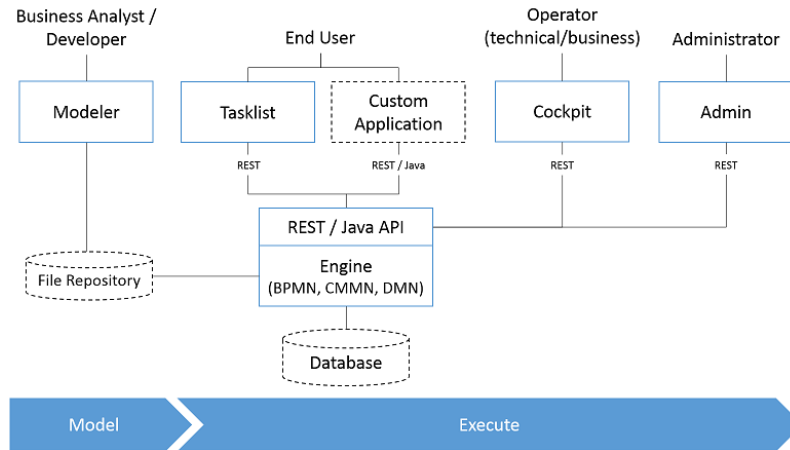 Business Analyst /
Developer
End User
Operator
(technical/business)
Administrator
Modeler
Tasklist
Custom
Application
Cockpit
Admin
REST
REST / Java
REST
REST
REST / Java API
Engine
(BPMN, CMMN, DMN)
File Repository
Database
Model
Execute